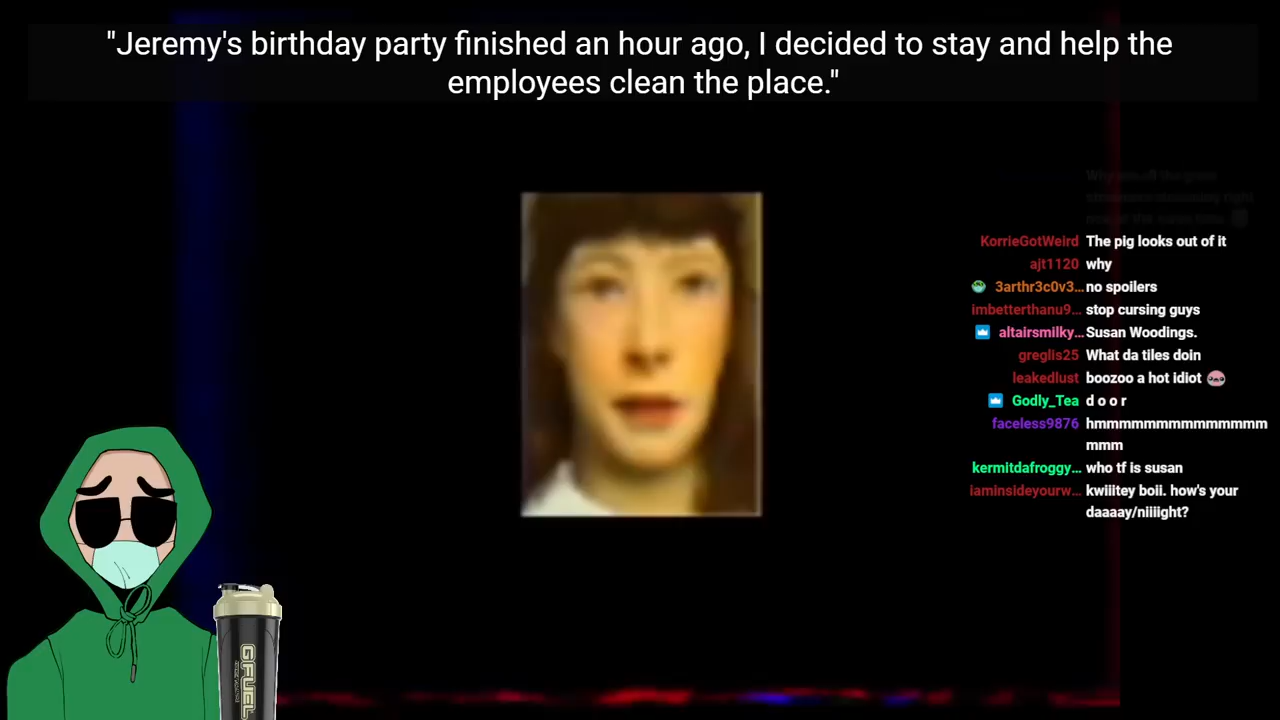 "Jeremy's birthday party finished an hour ago, I decided to stay and help the
employees clean the place."
KorrieGotWeird The pig looks out of it
ajt1120 why
3arthr3c0v3... no spoilers
imbetterthanu9... stop cursing guys
altairsmilky... Susan Woodings.
greglis25 What da tiles doin
leakedlust boozoo a hot idiot
Godly_Tea d o o r
faceless9876 hmmmmmmmmmmmmmmm
mmm
kermitdafroggy... who tf is susan
iaminsideyourw... kwiiitey boii. how's your
daaaay/niiiight?
GFUEL